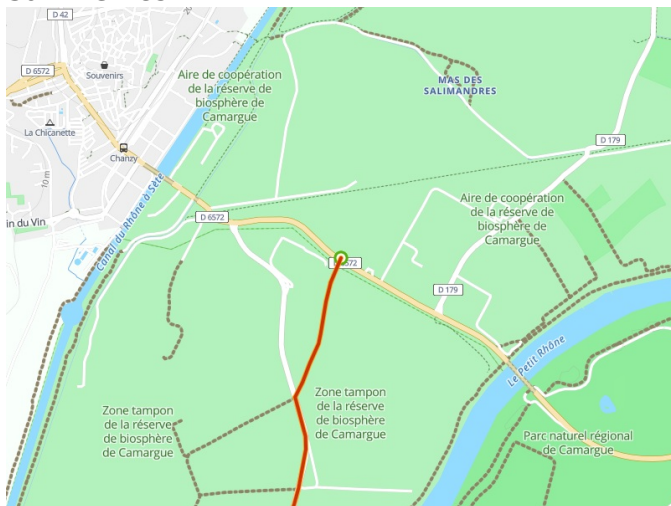 D 42
D 6572
Souvenirs
Aire de coopération
de la réserve de
biosphère de
Camargue
MAS DES
SALIMANDRES
La Chicanette
Chanzy
10 m
D 179
Canal du Rhône à Sète
in du Vin
D 6572
Aire de coopération
de la réserve de
biosphère de
Camargue
6572
D 179
Le Petit Rhône
Zone tampon
de la réserve
de biosphère
de Camargue
Zone tampon
de la réserve
de biosphère
de Camargue
Parc naturel régional
de Camargue